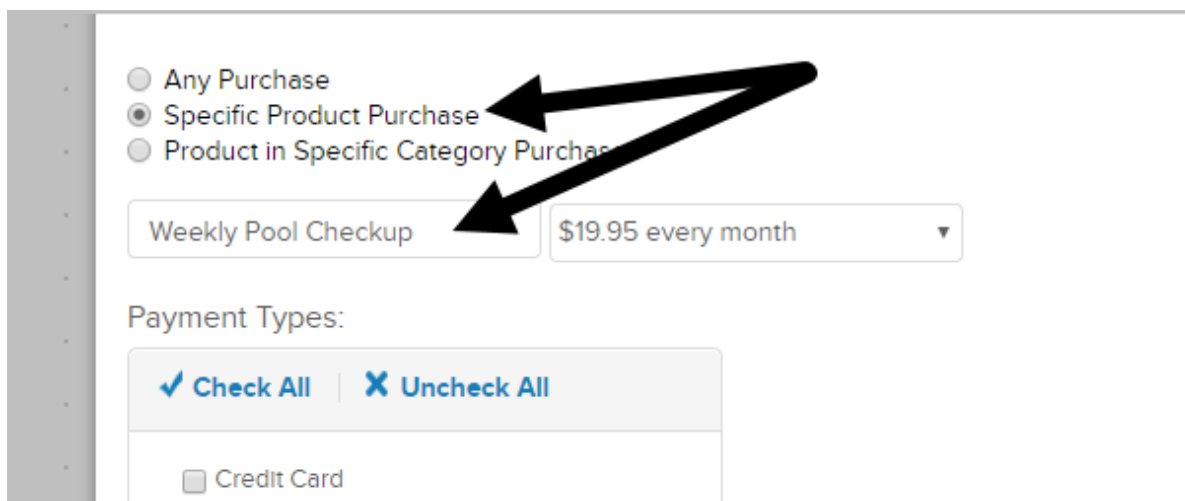 Any Purchase
Specific Product Purchase
Product in Specific Category Purchase
Weekly Pool Checkup
$19.95 every month
Payment Types:
Check All
Uncheck All
Credit Card